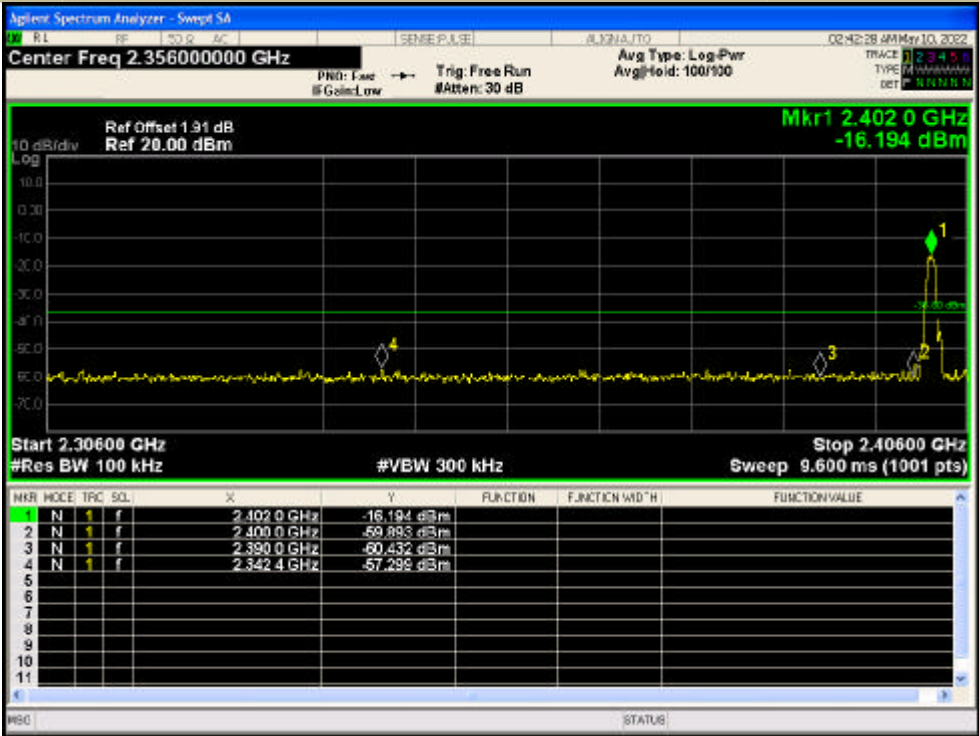 Agilent Spectrum Analyzer - Swept SA
RL RF 50 Ω AC SENSE:PULSE ALIGNAUTO 02:42:28 AM May 10, 2022
Center Freq 2.356000000 GHz
PNO: Fast Trig: Free Run
IFGain:Low #Atten: 30 dB
Avg Type: Log-Pwr
Avg|Hold: 100/100
TRACE 1 2 3 4 5 6
TYPE M
DET P N N N N N
Mkr1 2.402 0 GHz
-16.194 dBm
Ref Offset 1.91 dB
10 dB/div Ref 20.00 dBm
Log
10.0
0.00
-10.0
-20.0
-30.0
-40.0
-50.0
-60.0
-70.0
1
2
3
4
Start 2.30600 GHz Stop 2.40600 GHz
#Res BW 100 kHz #VBW 300 kHz Sweep 9.600 ms (1001 pts)
MKR MODE TRC SCL X Y FUNCTION FUNCTION WIDTH FUNCTION VALUE
1 N 1 f 2.402 0 GHz -16.194 dBm
2 N 1 f 2.400 0 GHz -59.893 dBm
3 N 1 f 2.390 0 GHz -60.432 dBm
4 N 1 f 2.342 4 GHz -57.299 dBm
5
6
7
8
9
10
11
MSG STATUS